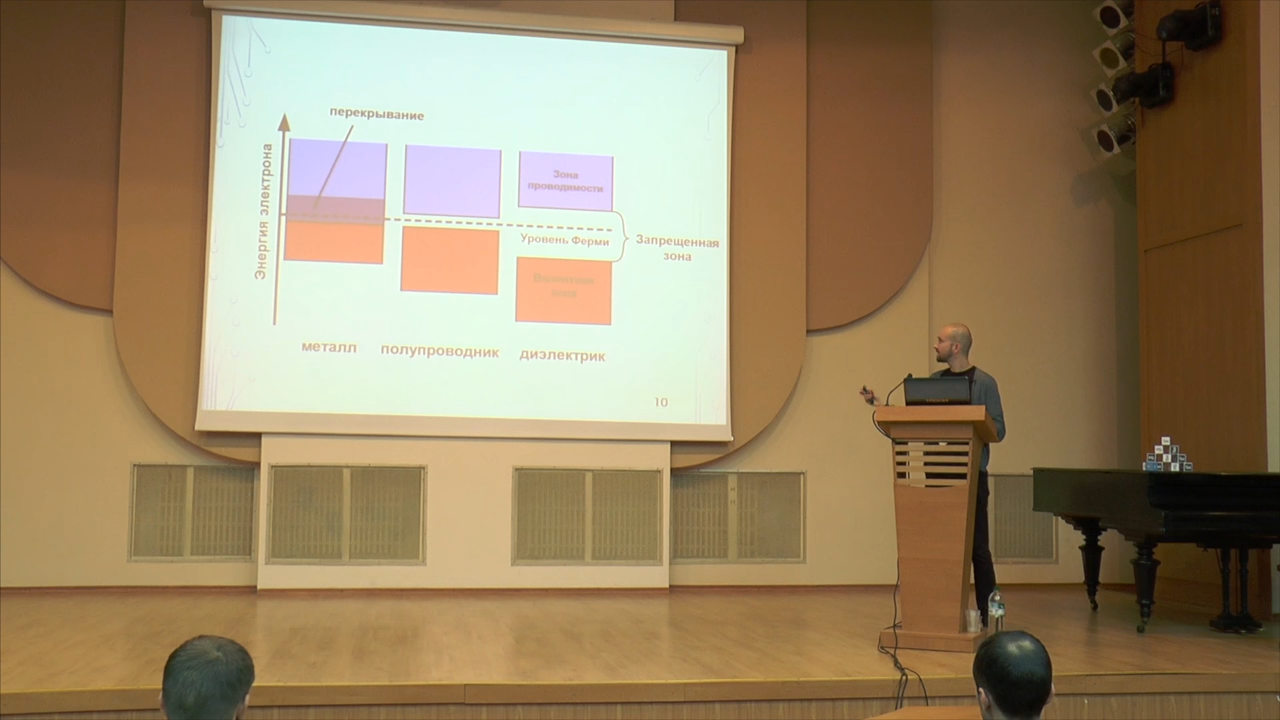 перекрывание
Энергия электрона
Зона
проводимости
Уровень Ферми
Запрещенная
зона
металл
полупроводник
диэлектрик
10